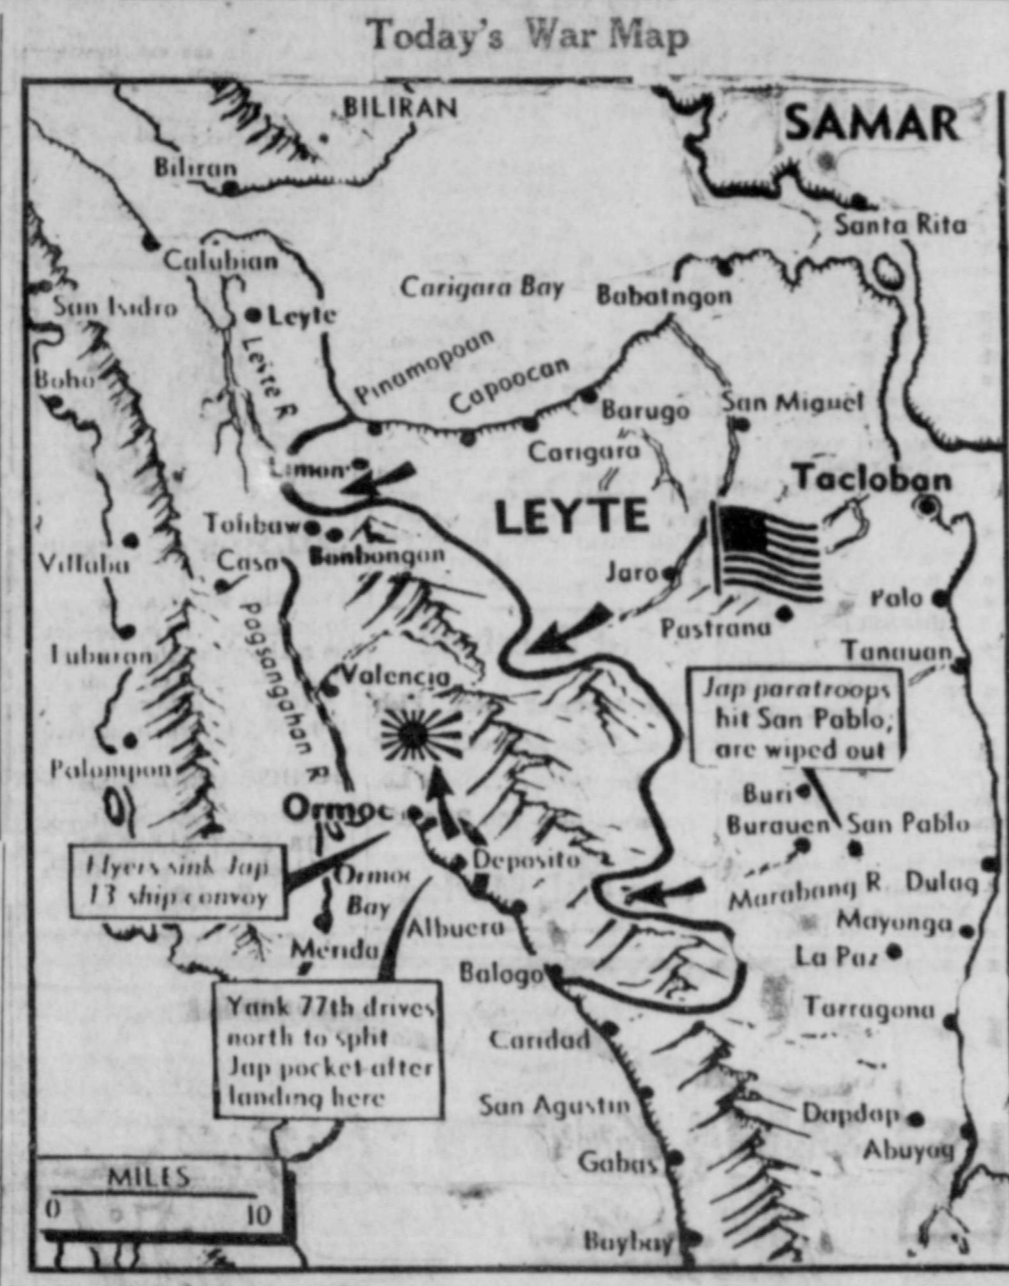 Today's War Map
BILIRAN
SAMAR
Biliran
Santa Rita
Calubian
Carigara Bay
Babatngon
San Isidro
Leyte
Leyte R
Pinamopoan
Capoocan
Boho
Barugo
San Miguel
Carigara
Limon
Tacloban
LEYTE
Tolibaw
Bonbongon
Casa
Villaba
Jaro
Palo
Pastrana
Pagsangahan R
Tuburan
Tanauan
Valencia
Jap paratroops
hit San Pablo,
are wiped out
Palompon
Buri
Ormoc
Burauen
San Pablo
Flyers sink Jap
13 ship convoy
Deposito
Ormoc
Bay
Marabang R.
Dulag
Albuera
Mayonga
Merida
La Paz
Balogo
Yank 77th drives
north to split
Jap pocket after
landing here
Tarragona
Caridad
San Agustin
Dapdap
Abuyog
Gabas
MILES
0 10
Baybay